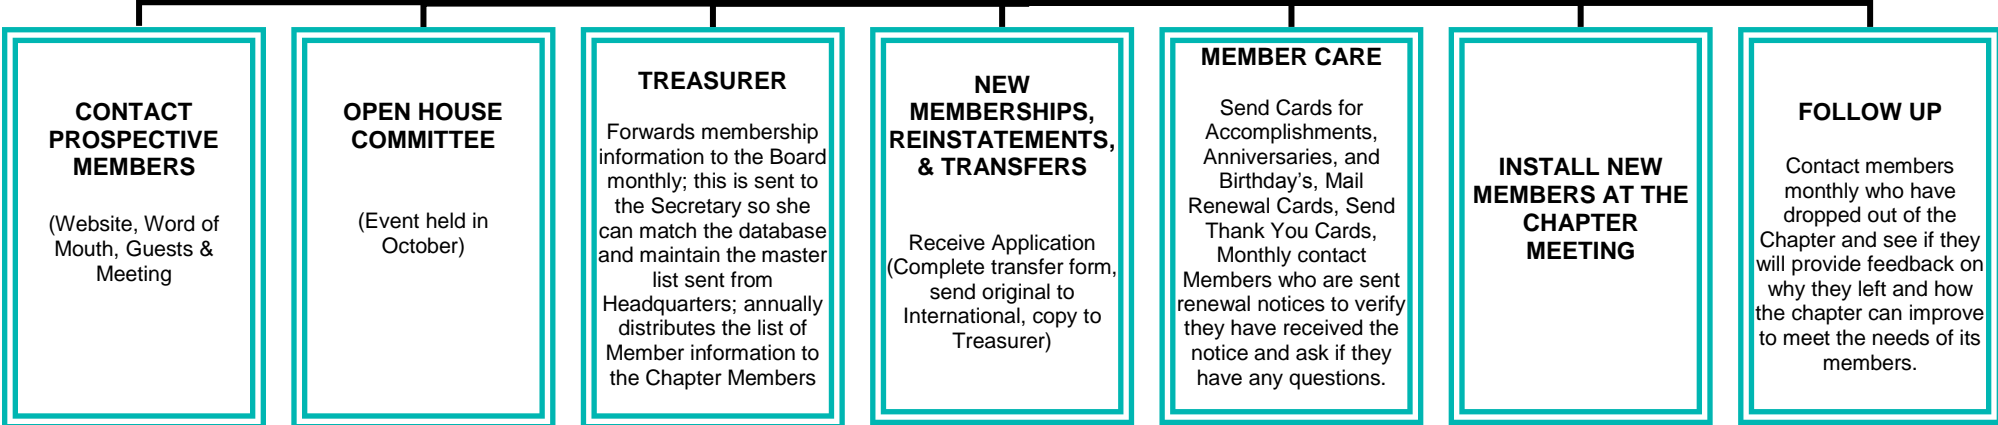 CONTACT
PROSPECTIVE
MEMBERS
(Website, Word of
Mouth, Guests &
Meeting
OPEN HOUSE
COMMITTEE
(Event held in
October)
TREASURER
Forwards membership
information to the Board
monthly; this is sent to
the Secretary so she
can match the database
and maintain the master
list sent from
Headquarters; annually
distributes the list of
Member information to
the Chapter Members
NEW
MEMBERSHIPS,
REINSTATEMENTS,
& TRANSFERS
Receive Application
(Complete transfer form,
send original to
International, copy to
Treasurer)
MEMBER CARE
Send Cards for
Accomplishments,
Anniversaries, and
Birthday’s, Mail
Renewal Cards, Send
Thank You Cards,
Monthly contact
Members who are sent
renewal notices to verify
they have received the
notice and ask if they
have any questions.
INSTALL NEW
MEMBERS AT THE
CHAPTER
MEETING
FOLLOW UP
Contact members
monthly who have
dropped out of the
Chapter and see if they
will provide feedback on
why they left and how
the chapter can improve
to meet the needs of its
members.